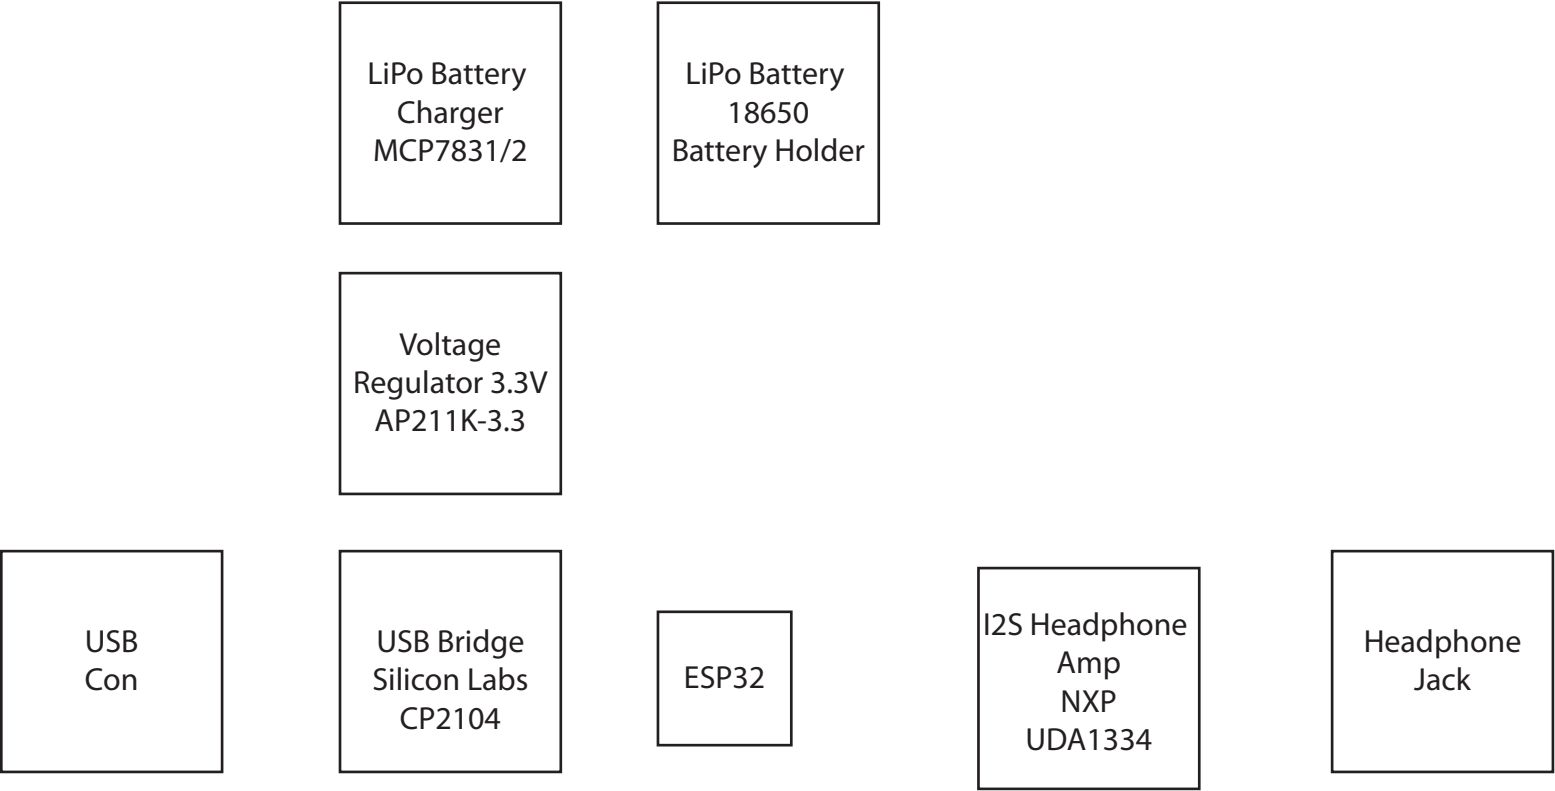 LiPo Battery
Charger
MCP7831/2
LiPo Battery
18650
Battery Holder
Voltage
Regulator 3.3V
AP211K-3.3
USB
Con
USB Bridge
Silicon Labs
CP2104
ESP32
I2S Headphone
Amp
NXP
UDA1334
Headphone
Jack